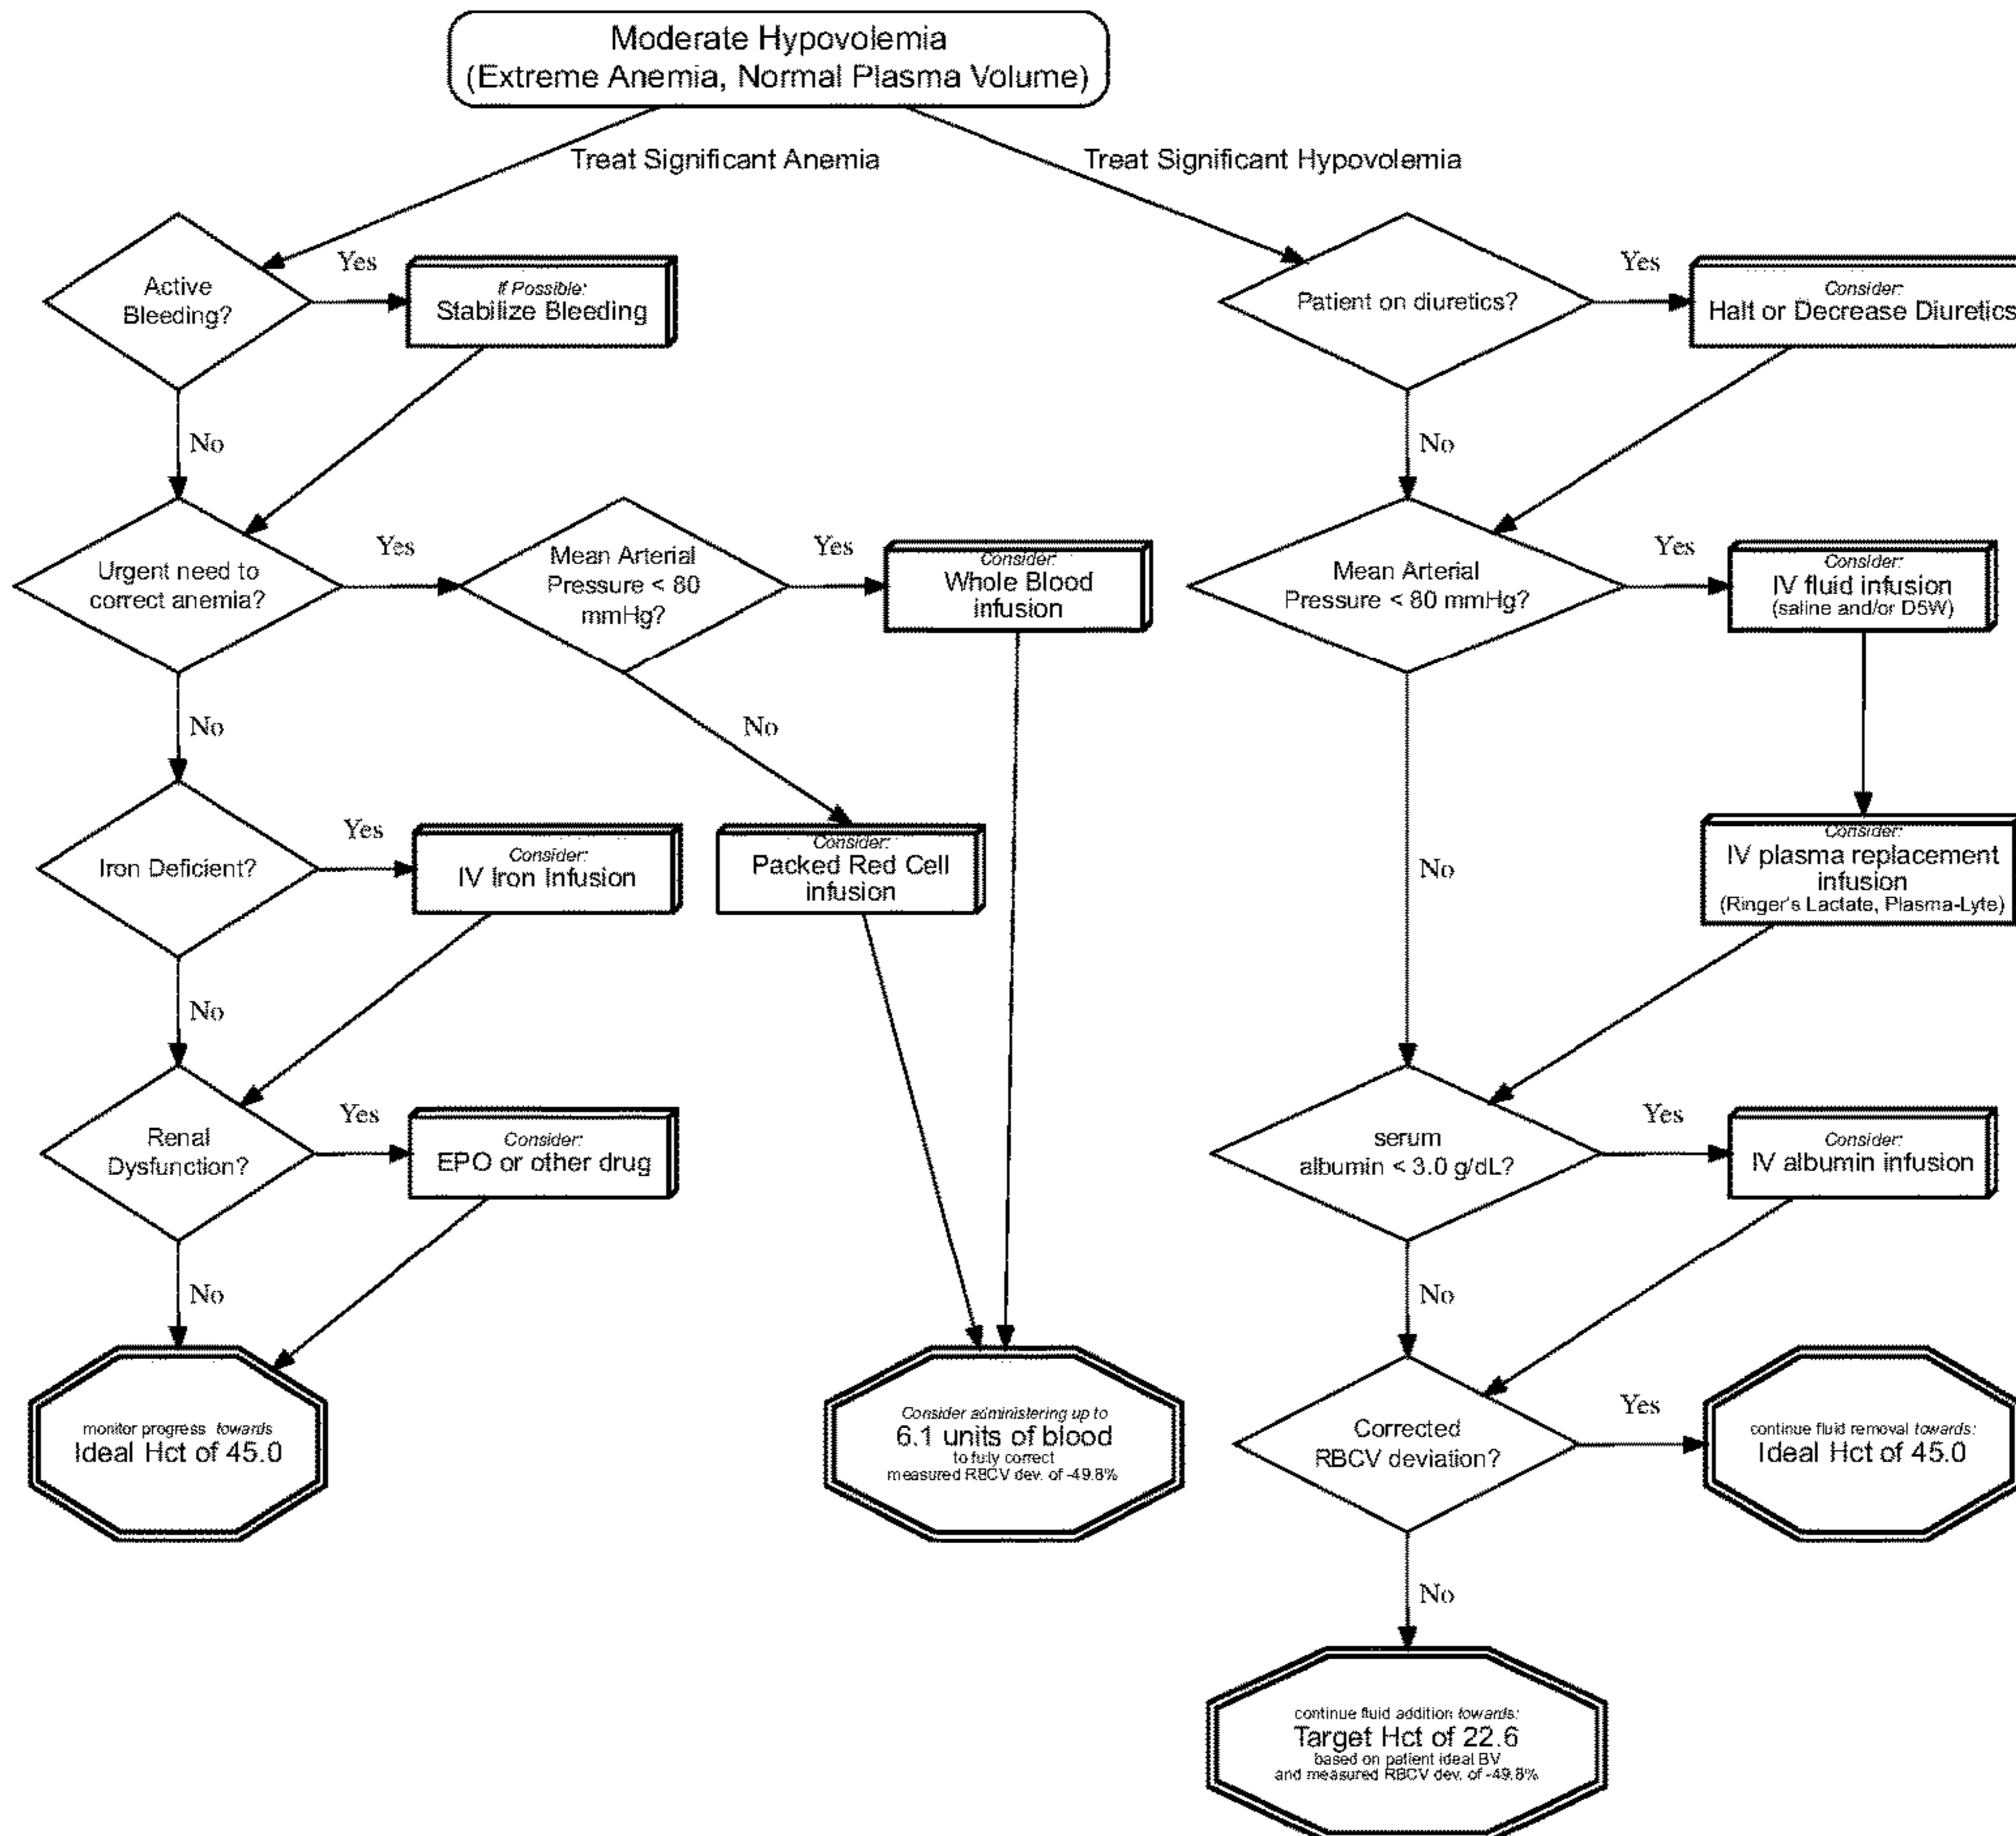 Moderate Hypovolemia
(Extreme Anemia, Normal Plasma Volume)
Treat Significant Anemia
Treat Significant Hypovolemia
Active
Bleeding?
Yes
If Possible:
Stabilize Bleeding
No
Patient on diuretics?
Yes
Consider:
Halt or Decrease Diuretics
No
Urgent need to
correct anemia?
Yes
Mean Arterial
Pressure < 80
mmHg?
Yes
Consider:
Whole Blood
infusion
No
No
Mean Arterial
Pressure < 80 mmHg?
Yes
Consider:
IV fluid infusion
(saline and/or D5W)
No
Iron Deficient?
Yes
Consider:
IV Iron Infusion
No
Consider:
Packed Red Cell
infusion
Consider:
IV plasma replacement
infusion
(Ringer's Lactate, Plasma-Lyte)
Renal
Dysfunction?
Yes
Consider:
EPO or other drug
No
serum
albumin < 3.0 g/dL?
Yes
Consider:
IV albumin infusion
No
monitor progress towards
Ideal Hct of 45.0
Consider administering up to
6.1 units of blood
to fully correct
measured RBCV dev. of -49.8%
Corrected
RBCV deviation?
Yes
continue fluid removal towards:
Ideal Hct of 45.0
No
continue fluid addition towards:
Target Hct of 22.6
based on patient ideal BV
and measured RBCV dev. of -49.8%